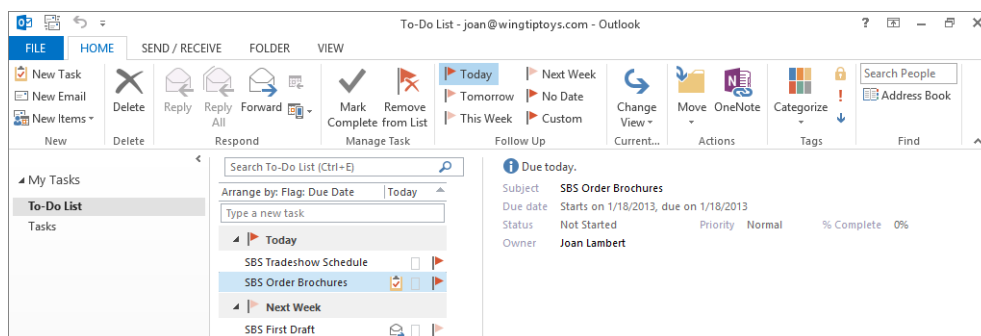 To-Do List - joan@wingtiptoys.com - Outlook
FILE HOME SEND / RECEIVE FOLDER VIEW
New Task
New Email
New Items
New
Delete
Delete
Reply
Reply All
Forward
Respond
Mark Complete
Remove from List
Manage Task
Today
Tomorrow
This Week
Next Week
No Date
Custom
Follow Up
Change View
Current...
Move
OneNote
Actions
Categorize
Tags
Search People
Address Book
Find
My Tasks
To-Do List
Tasks
Search To-Do List (Ctrl+E)
Arrange by: Flag: Due Date Today
Type a new task
Today
SBS Tradeshow Schedule
SBS Order Brochures
Next Week
SBS First Draft
Due today.
Subject SBS Order Brochures
Due date Starts on 1/18/2013, due on 1/18/2013
Status Not Started Priority Normal % Complete 0%
Owner Joan Lambert